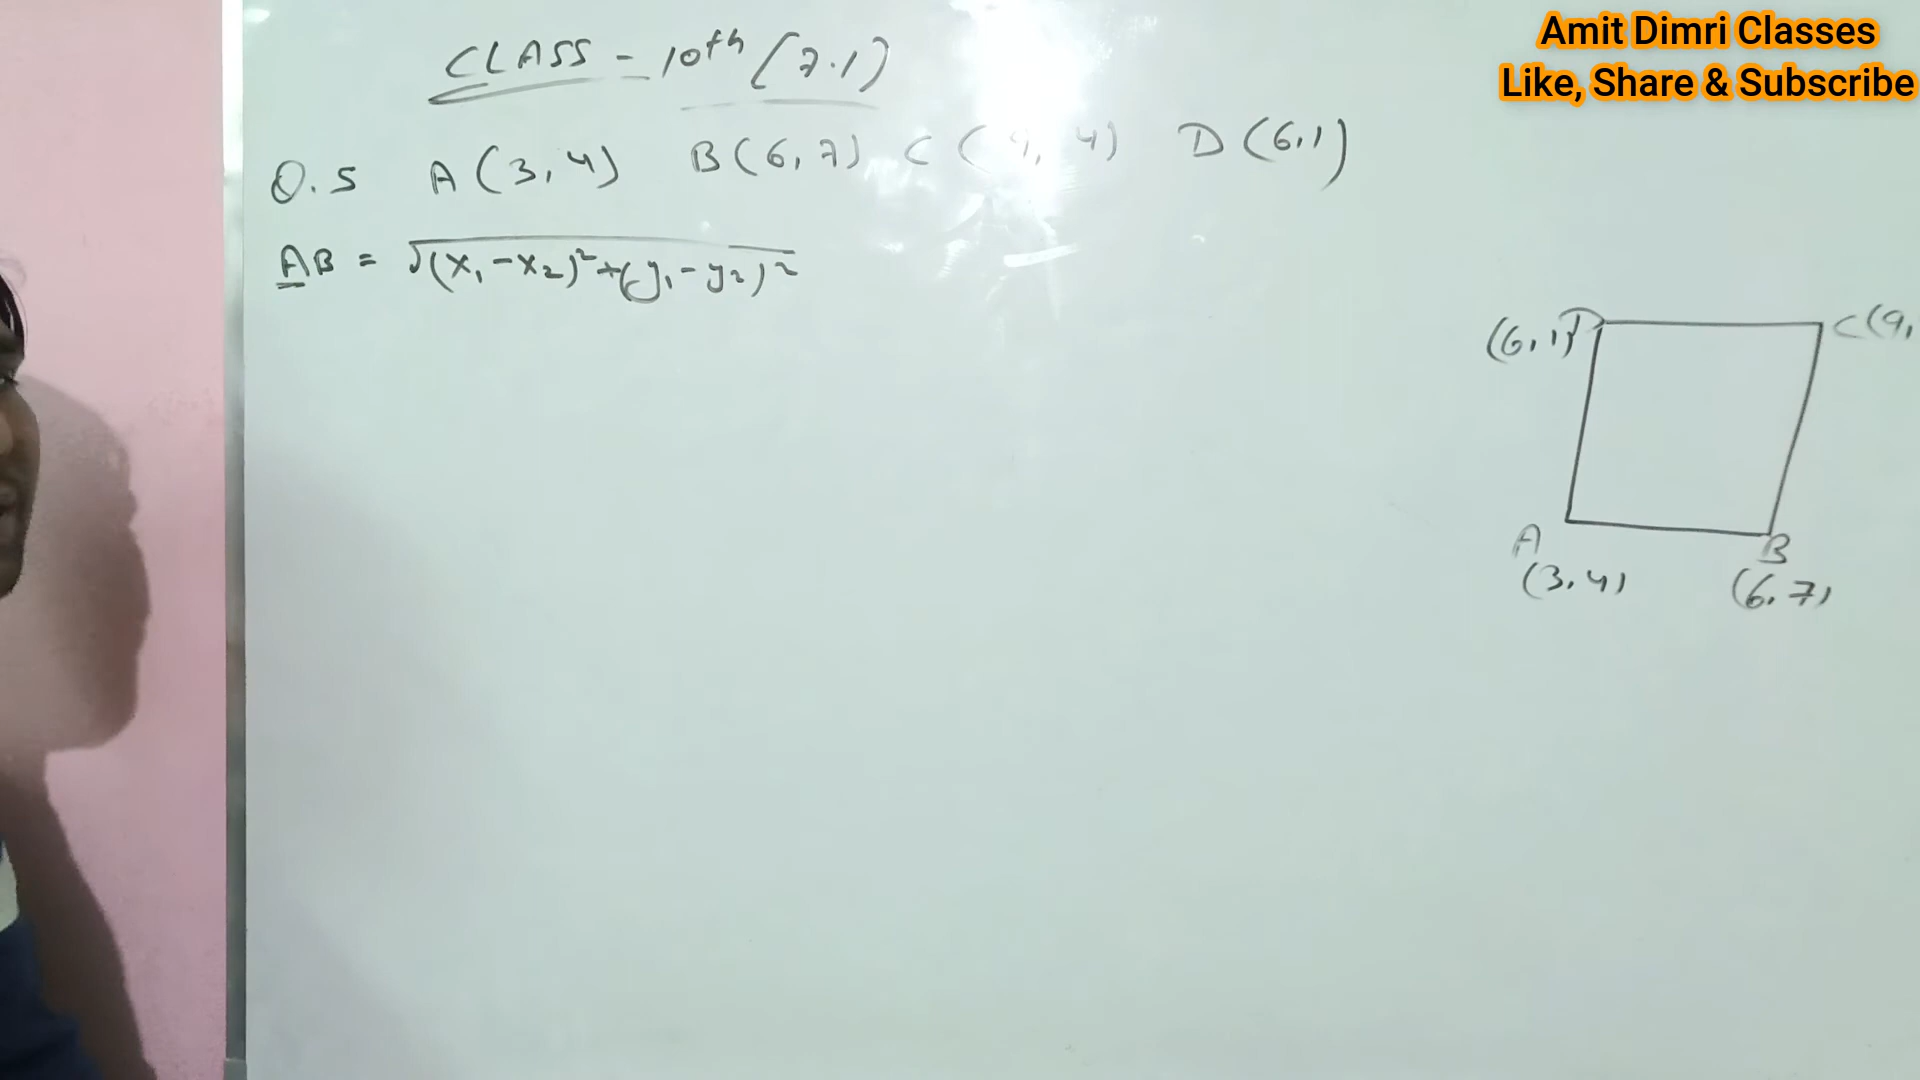 Amit Dimri Classes
Like, Share & Subscribe
CLASS - 10th (7.1)
Q.5 A(3,4) B(6,7) C(9,4) D(6,1)
AB = √(x₁-x₂)²+(y₁-y₂)²
(6,1) D C(9,
A B
(3,4) (6,7)